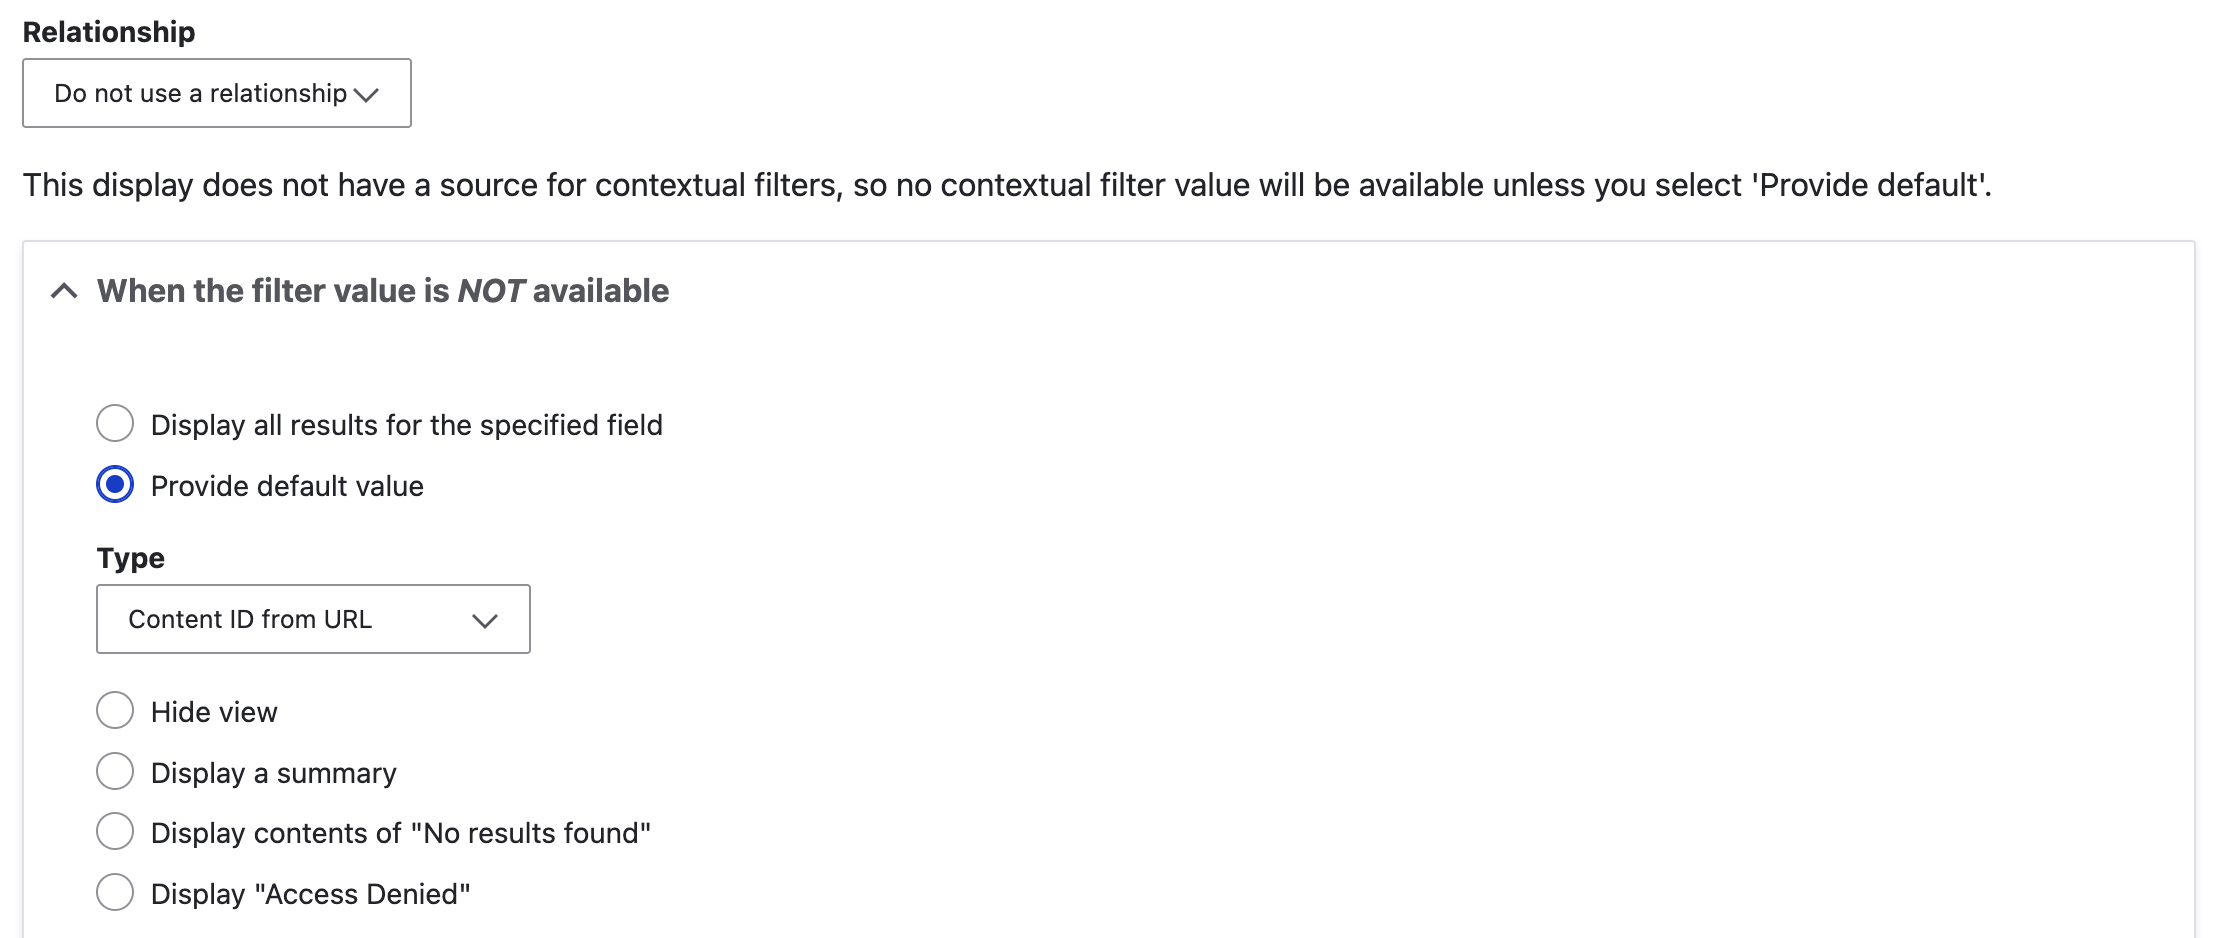 Relationship
Do not use a relationship
This display does not have a source for contextual filters, so no contextual filter value will be available unless you select 'Provide default'.
When the filter value is NOT available
Display all results for the specified field
Provide default value
Type
Content ID from URL
Hide view
Display a summary
Display contents of "No results found"
Display "Access Denied"